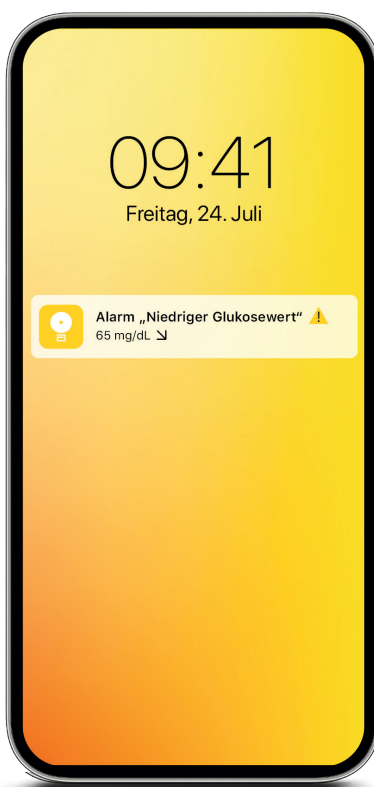 09:41
Freitag, 24. Juli
Alarm „Niedriger Glukosewert“ ⚠
65 mg/dL ↘